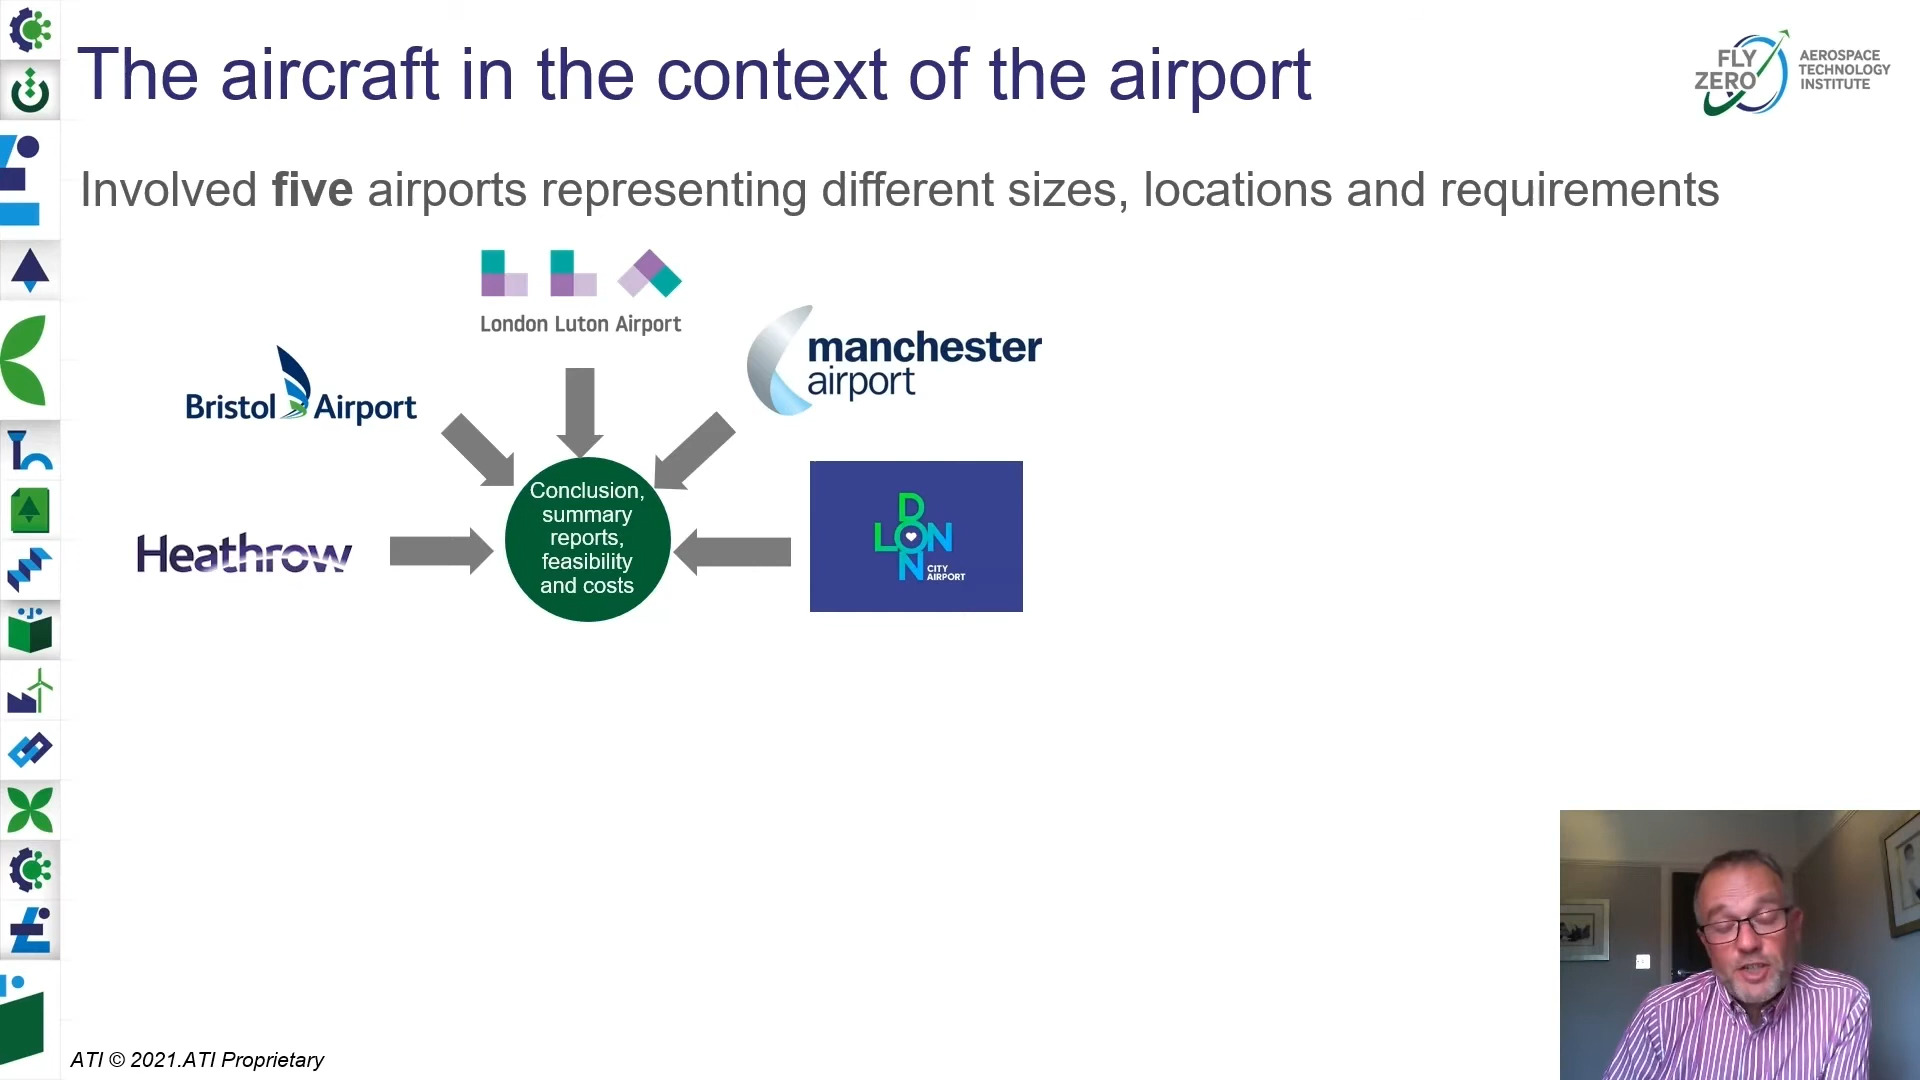 The aircraft in the context of the airport
FLY
ZERO
AEROSPACE
TECHNOLOGY
INSTITUTE
Involved five airports representing different sizes, locations and requirements
London Luton Airport
manchester
airport
Bristol Airport
Heathrow
Conclusion,
summary
reports,
feasibility
and costs
LONDON
CITY
AIRPORT
ATI © 2021.ATI Proprietary